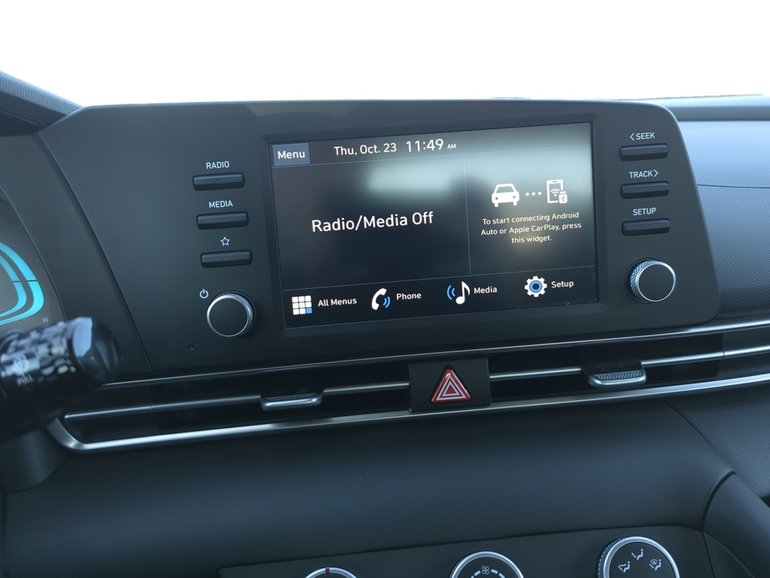 RADIO
MEDIA
Menu
Thu, Oct. 23 11:49 AM
Radio/Media Off
To start connecting Android
Auto or Apple CarPlay, press
this widget.
All Menus
Phone
Media
Setup
< SEEK
TRACK >
SETUP
H